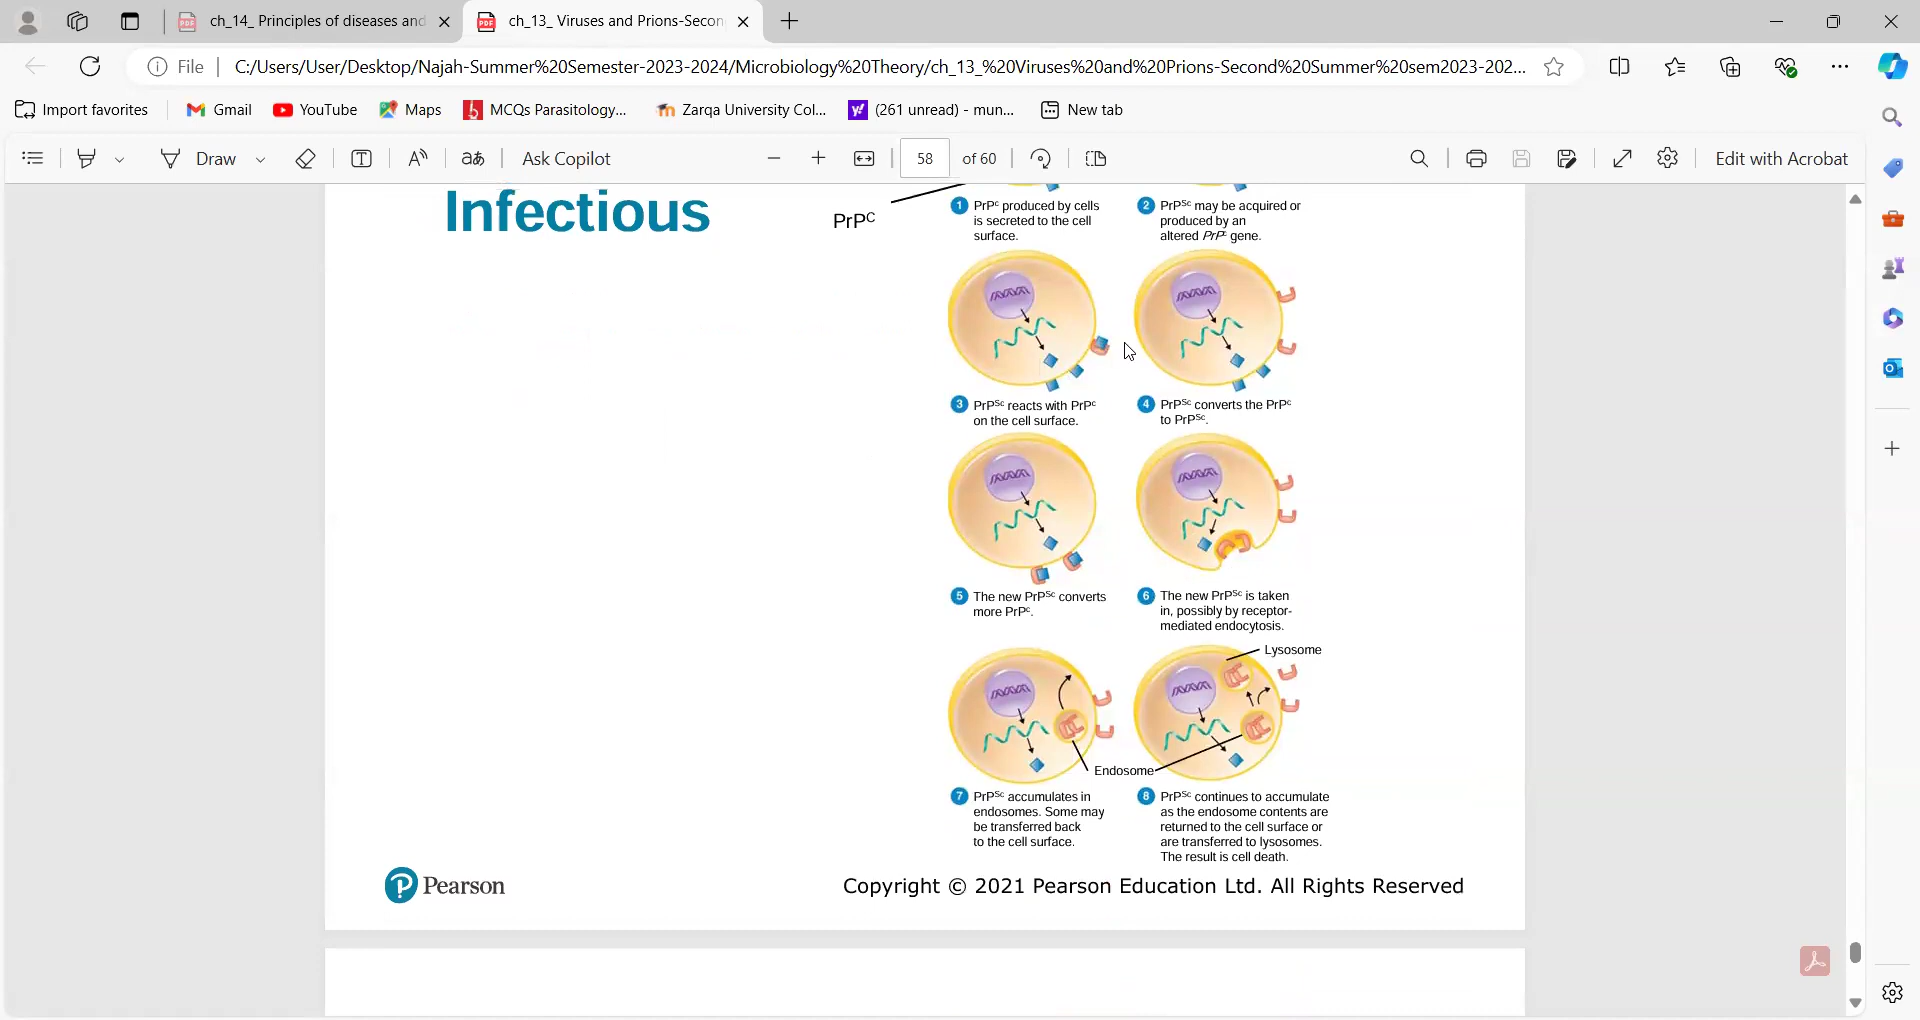 ch_14_ Principles of diseases and
ch_13_ Viruses and Prions-Secon
File
C:/Users/User/Desktop/Najah-Summer%20Semester-2023-2024/Microbiology%20Theory/ch_13_%20Viruses%20and%20Prions-Second%20Summer%20sem2023-202...
Import favorites
Gmail
YouTube
Maps
MCQs Parasitology...
Zarqa University Col...
(261 unread) - mun...
New tab
Draw
Ask Copilot
58
of 60
Edit with Acrobat
Infectious
PrPC
1 PrPc produced by cells
is secreted to the cell
surface.
2 PrPSc may be acquired or
produced by an
altered PrPc gene.
3 PrPSc reacts with PrPc
on the cell surface.
4 PrPSc converts the PrPc
to PrPSc.
5 The new PrPSc converts
more PrPc.
6 The new PrPSc is taken
in, possibly by receptor-
mediated endocytosis.
Lysosome
Endosome
7 PrPSc accumulates in
endosomes. Some may
be transferred back
to the cell surface.
8 PrPSc continues to accumulate
as the endosome contents are
returned to the cell surface or
are transferred to lysosomes.
The result is cell death.
Pearson
Copyright © 2021 Pearson Education Ltd. All Rights Reserved